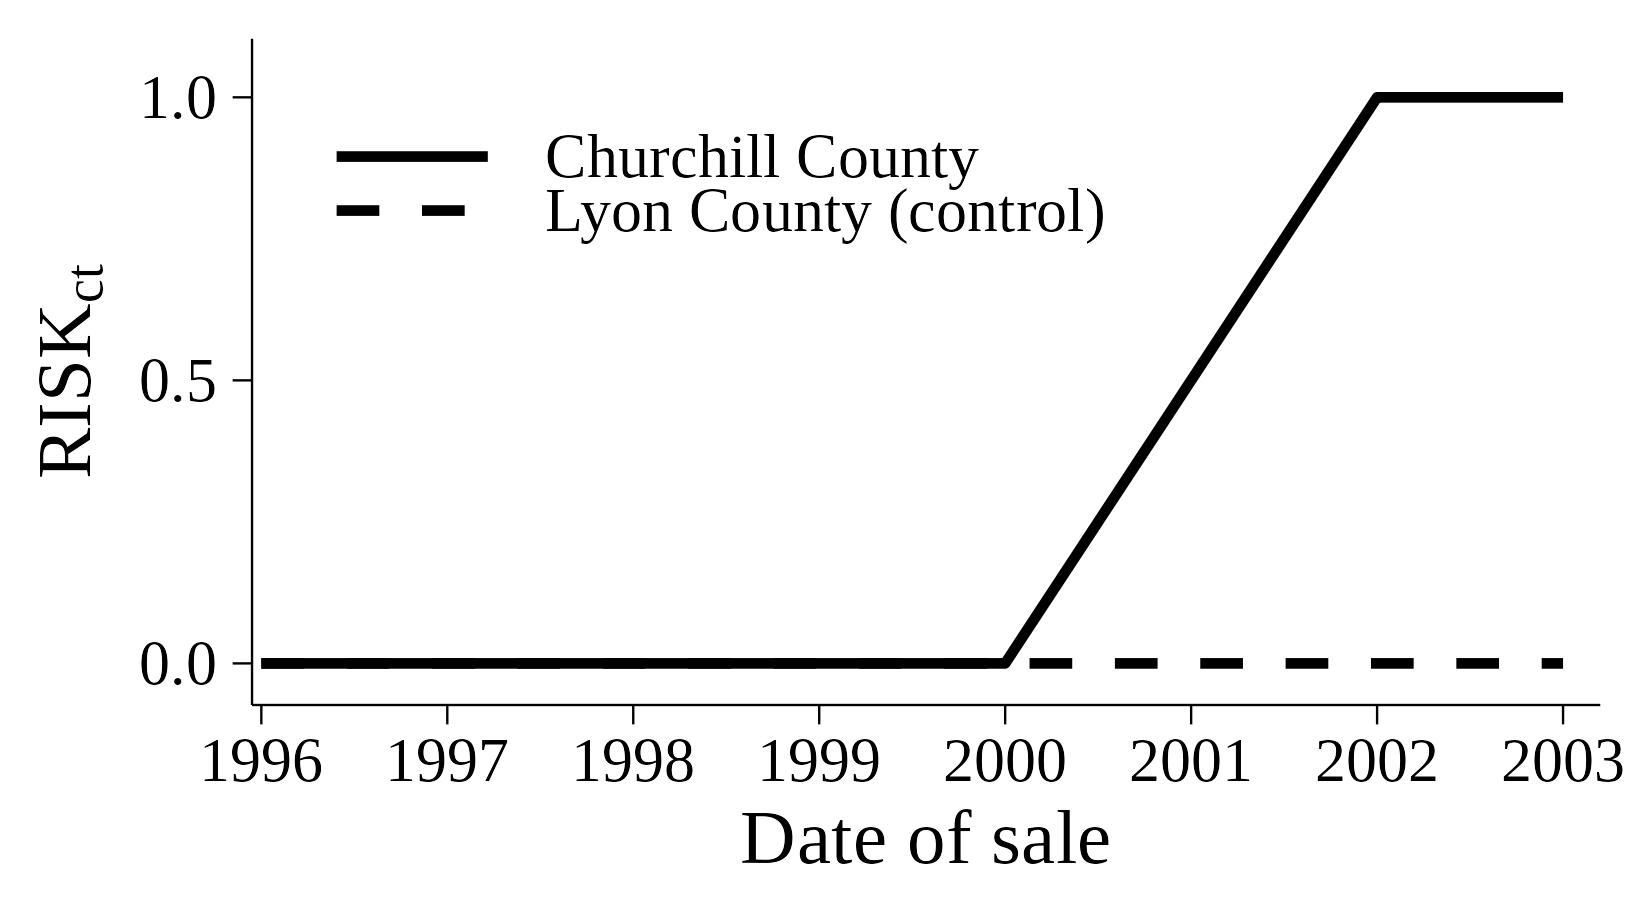 1.0
Churchill County
Lyon County (control)
RISKct
0.5
0.0
1996 1997 1998 1999 2000 2001 2002 2003
Date of sale